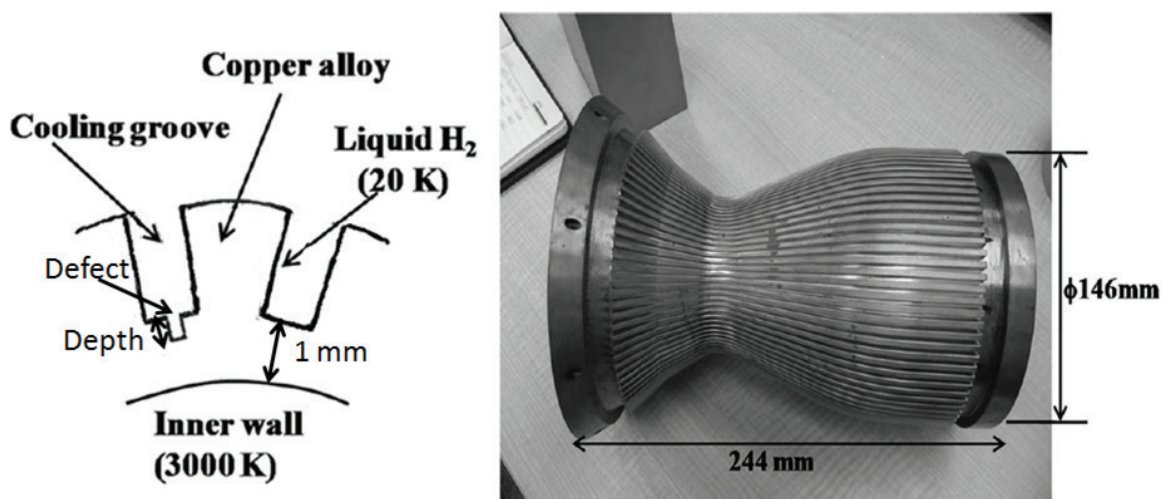 Copper alloy
Cooling groove
Liquid H₂
(20 K)
Defect
Depth
1 mm
Inner wall
(3000 K)
ϕ146mm
244 mm